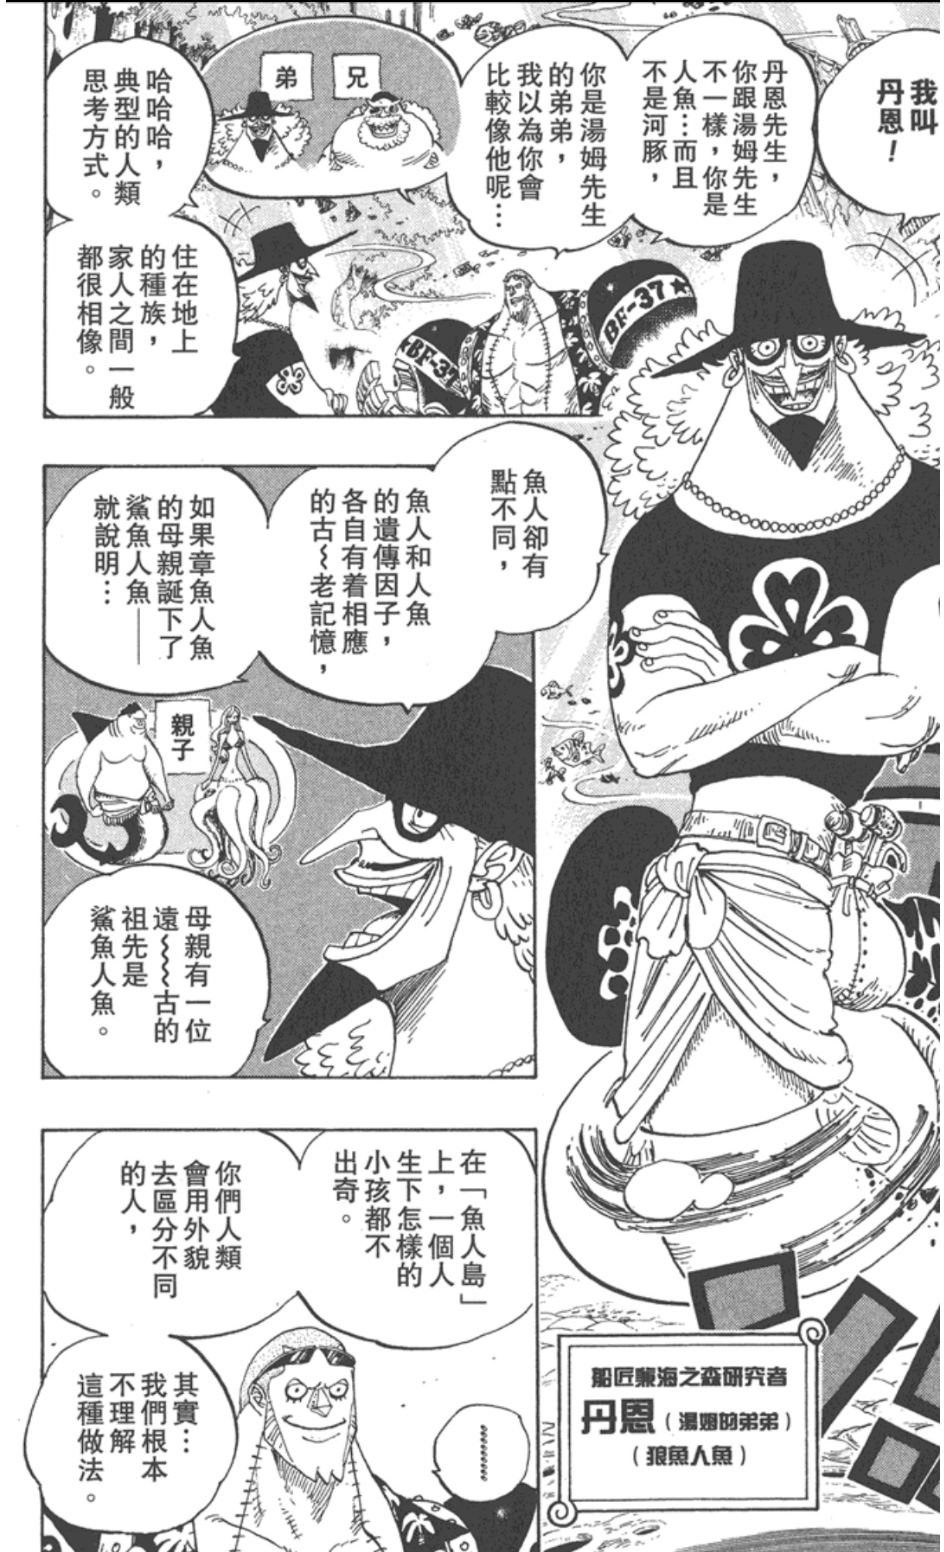 我叫
丹恩！
丹恩先生，
你跟湯姆先生
不一樣，你是
人魚…而且
不是河豚，
你是湯姆先生
的弟弟，
我以為你會
比較像他呢…
兄
弟
哈哈哈，
典型的人類
思考方式。
住在地上
的種族，
家人之間一般
都很相像。
BF-37
BF-37
魚人卻有
點不同，
魚人和人魚
的遺傳因子，
各自有着相應
的古～老記憶，
如果章魚人魚
的母親誕下了
鯊魚人魚——
就說明…
親子
母親有一位
遠～～～古的
祖先是
鯊魚人魚。
在「魚人島」
上，一個人
生下怎樣的
小孩都不
出奇。
你們人類
會用外貌
去區分不同
的人，
其實…
我們根本
不理解
這種做法。
…………
船匠兼海之森研究者
丹恩（湯姆的弟弟）
（狼魚人魚）